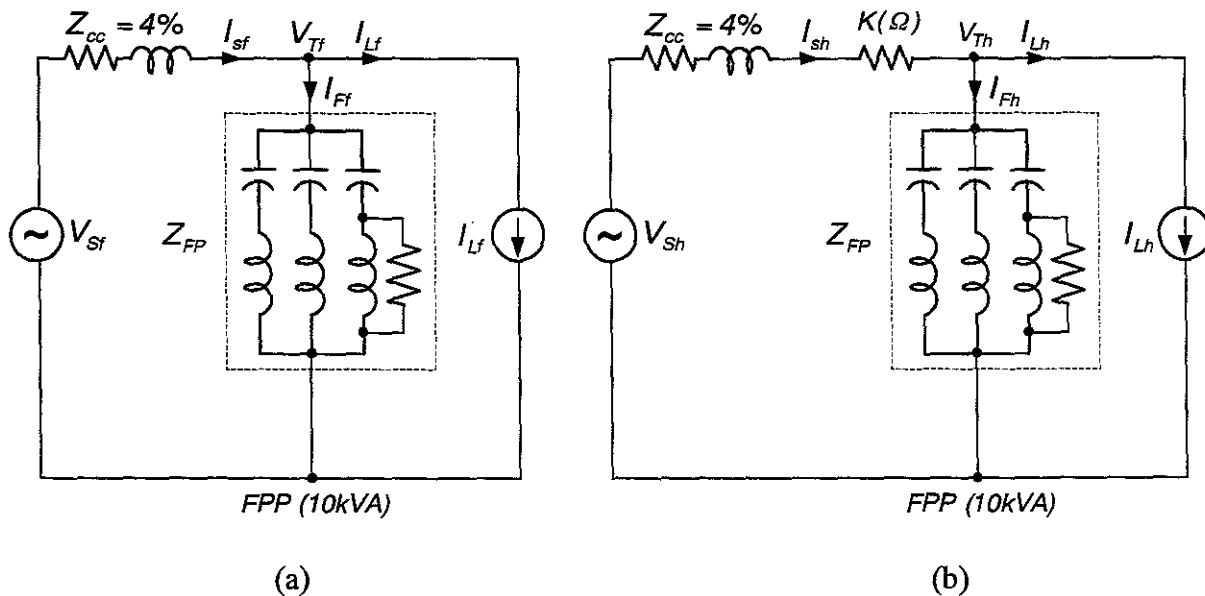 Z_cc = 4%
I_sf
V_Tf
I_Lf
I_Ff
V_Sf
~
Z_FP
I_Lf
FPP (10kVA)
(a)
Z_cc = 4%
I_sh
K(Ω)
V_Th
I_Lh
I_Fh
V_Sh
~
Z_FP
I_Lh
FPP (10kVA)
(b)